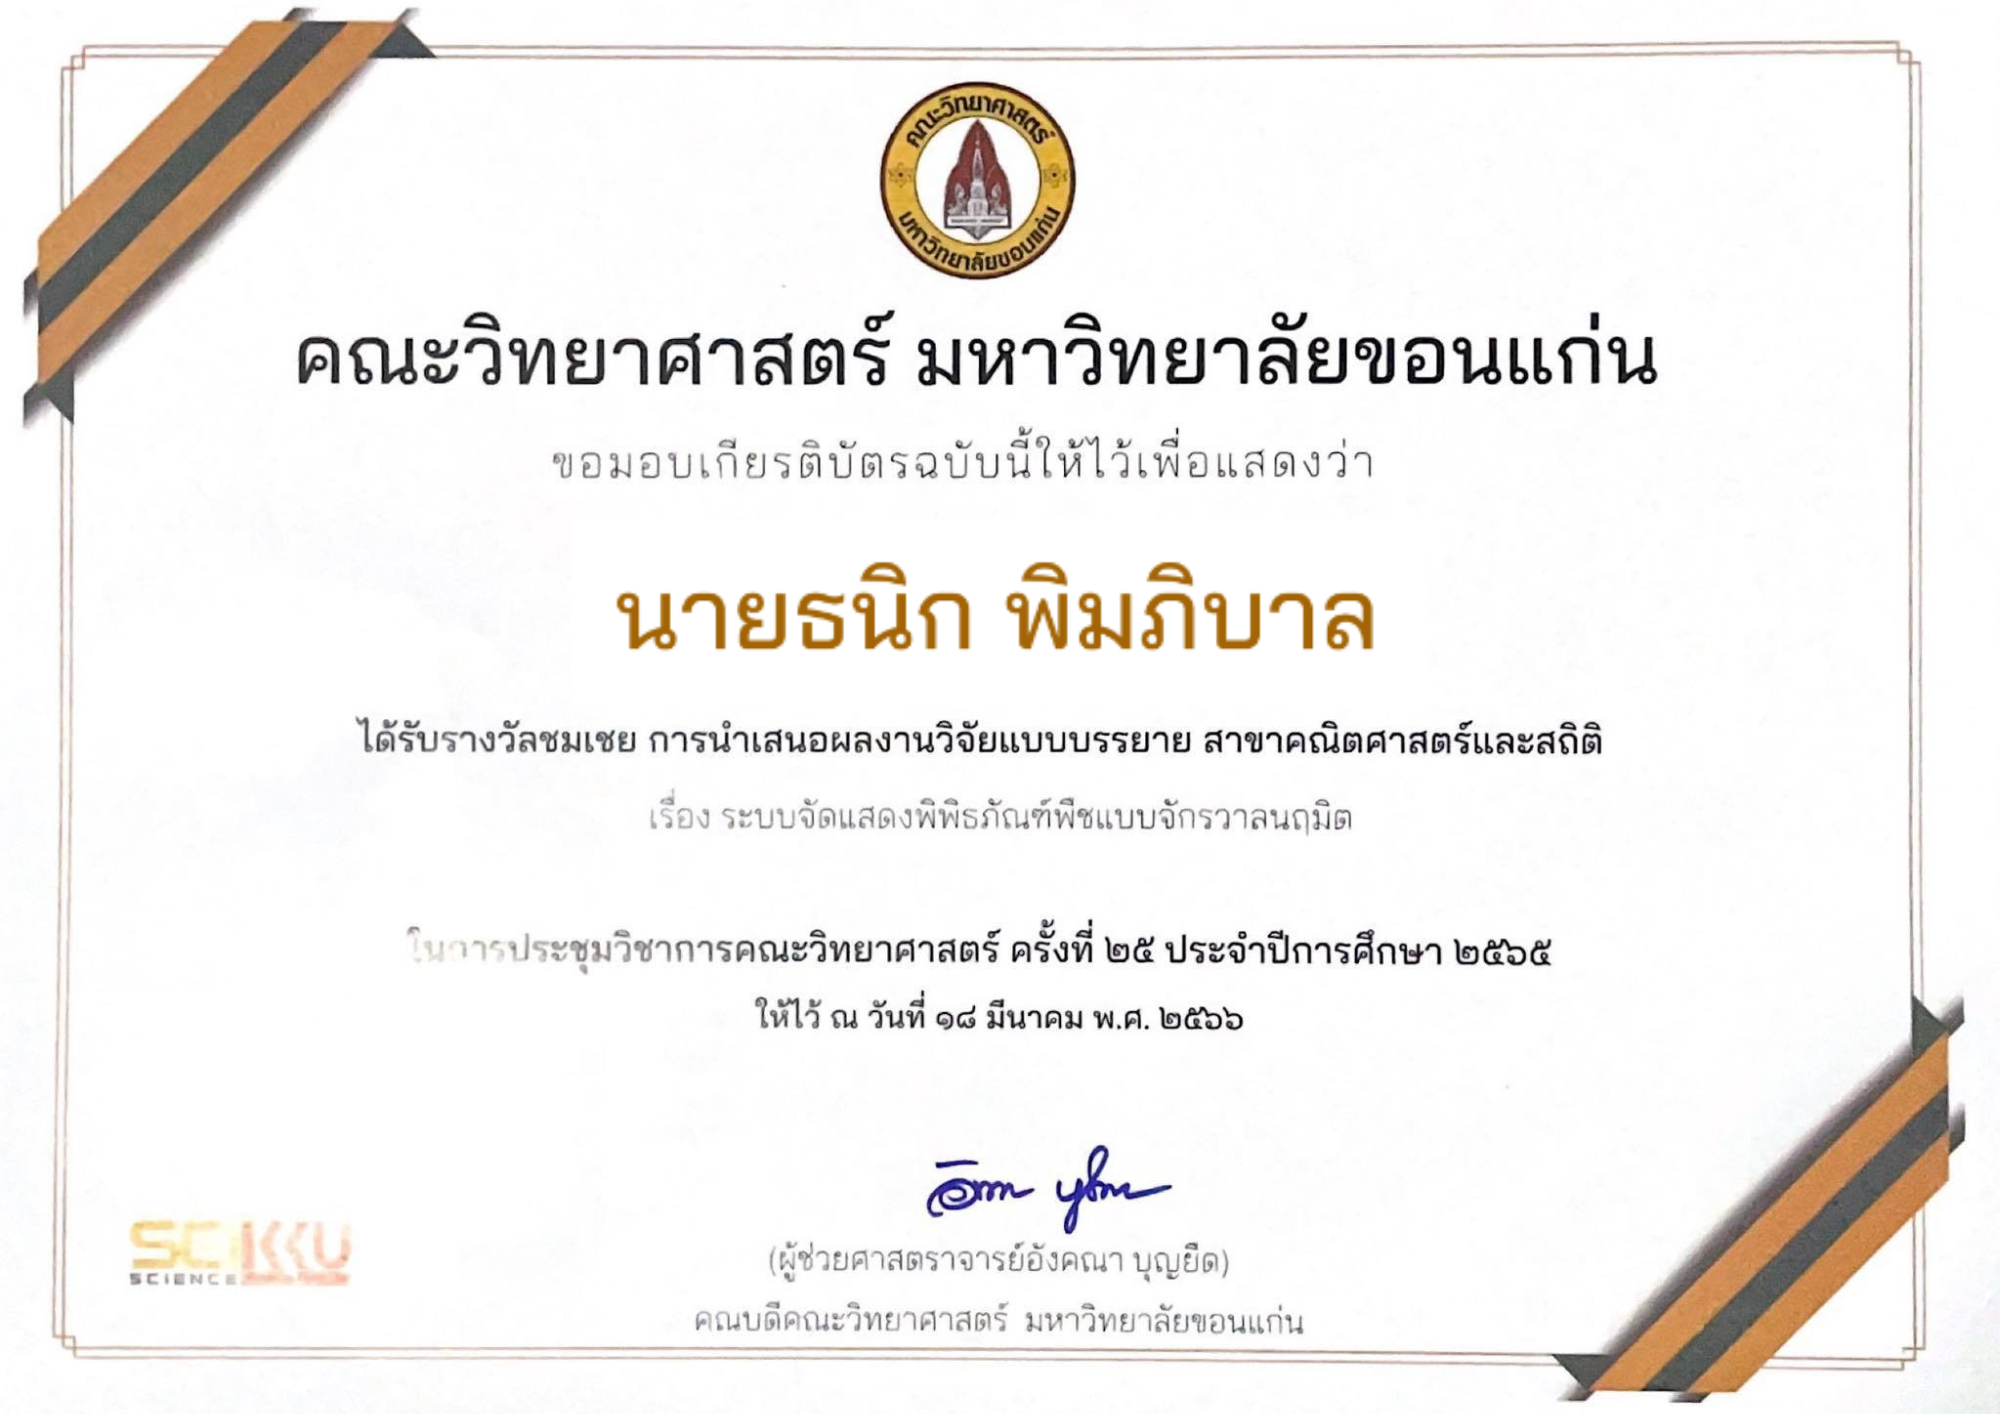 คณะวิทยาศาสตร์
มหาวิทยาลัยขอนแก่น
คณะวิทยาศาสตร์ มหาวิทยาลัยขอนแก่น
ขอมอบเกียรติบัตรฉบับนี้ให้ไว้เพื่อแสดงว่า
นายธนิก พิมภิบาล
ได้รับรางวัลชมเชย การนำเสนอผลงานวิจัยแบบบรรยาย สาขาคณิตศาสตร์และสถิติ
เรื่อง ระบบจัดแสดงพิพิธภัณฑ์พืชแบบจักรวาลนฤมิต
ในการประชุมวิชาการคณะวิทยาศาสตร์ ครั้งที่ ๒๕ ประจำปีการศึกษา ๒๕๖๕
ให้ไว้ ณ วันที่ ๑๘ มีนาคม พ.ศ. ๒๕๖๖
SCIKKU
SCIENCE
(ผู้ช่วยศาสตราจารย์อังคณา บุญยืด)
คณบดีคณะวิทยาศาสตร์ มหาวิทยาลัยขอนแก่น